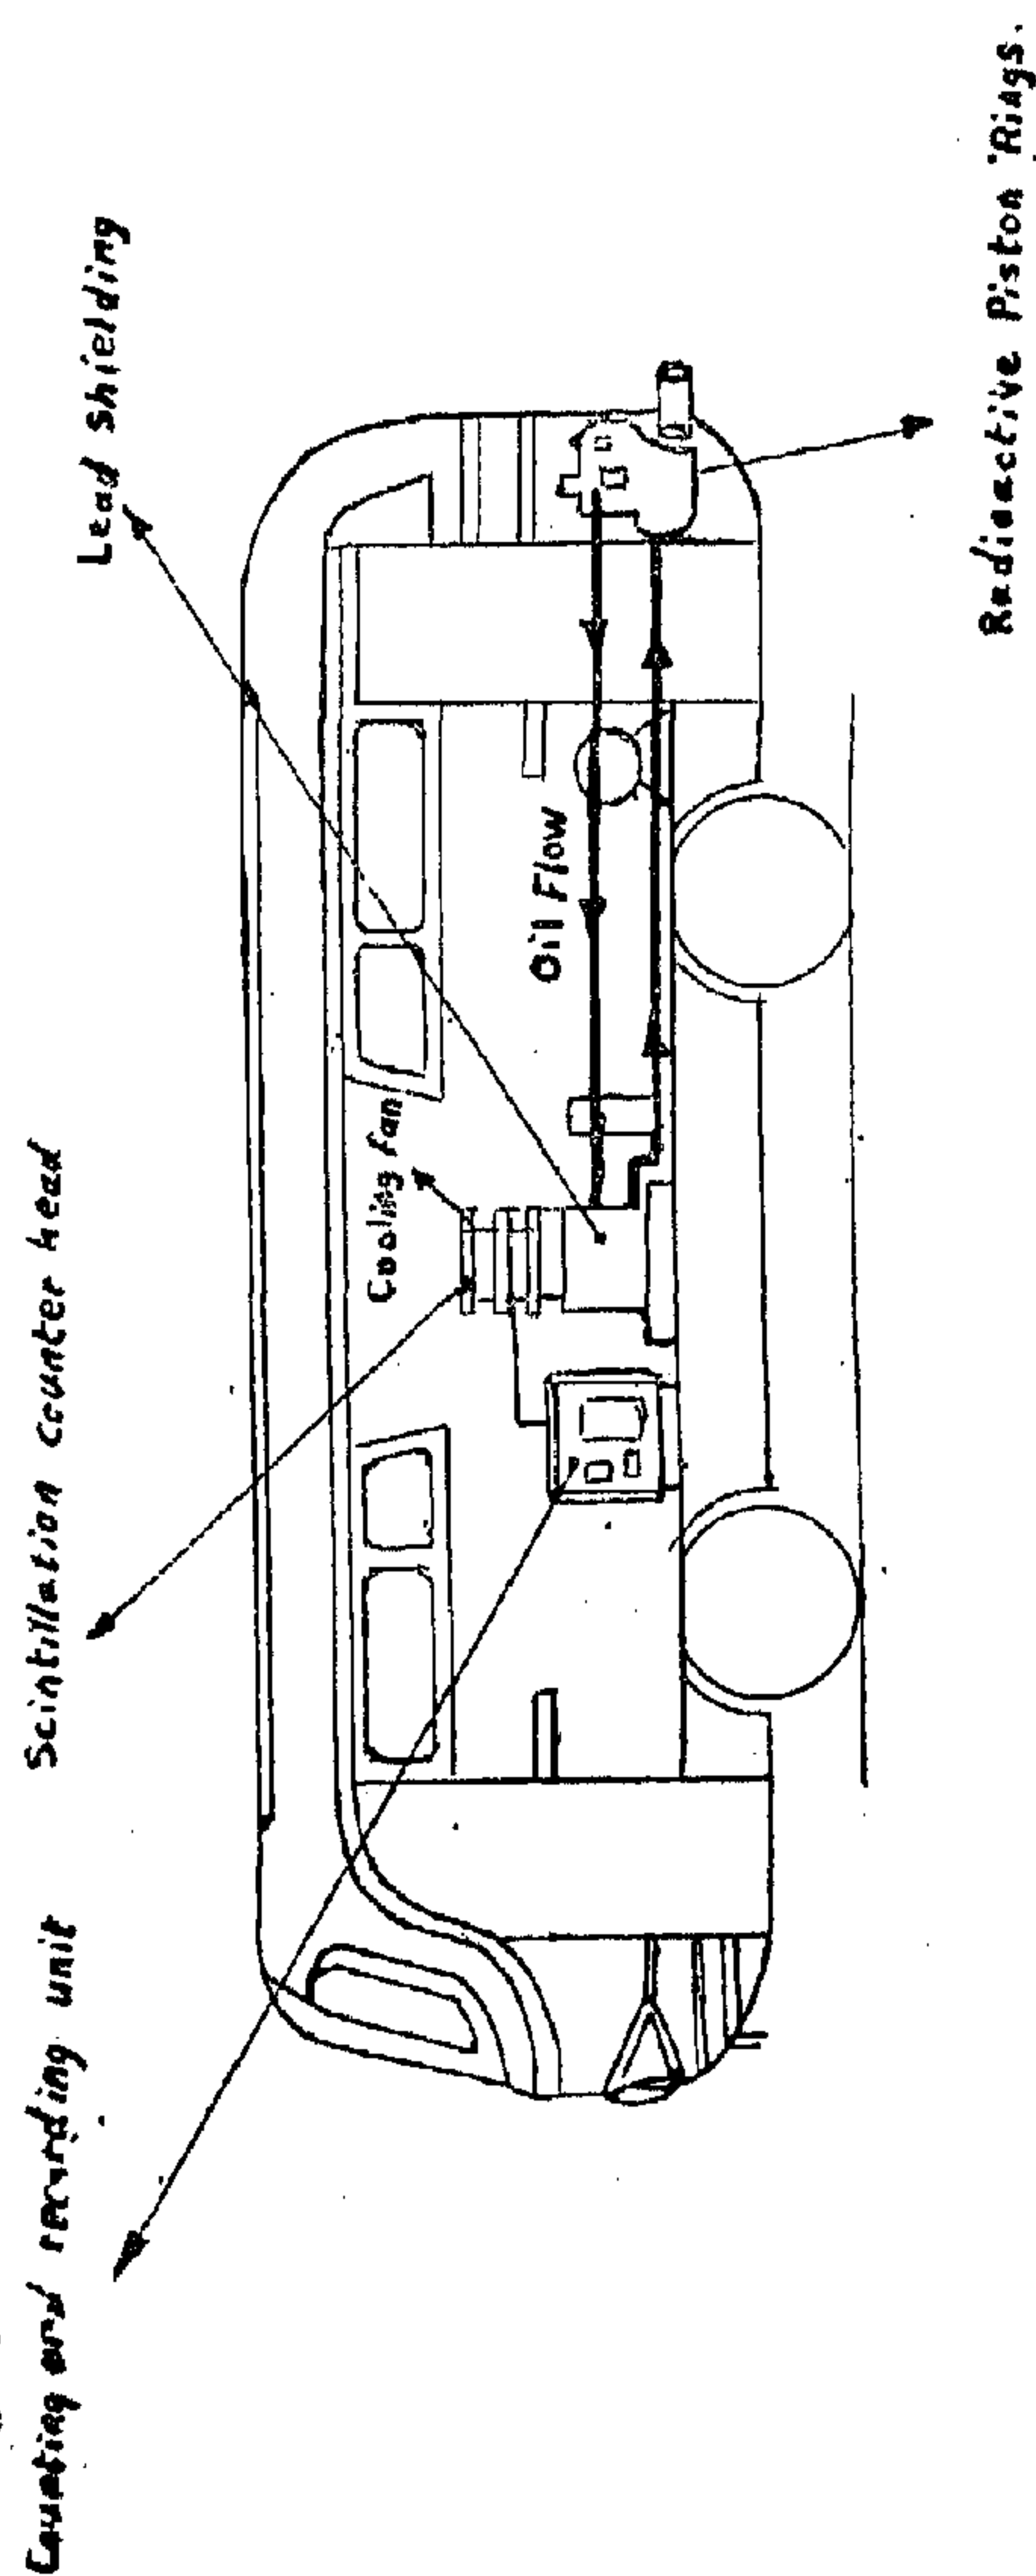 Counting and recording unit
Scintillation counter head
Lead shielding
Cooling fan
Oil Flow
Radioactive Piston Rings.